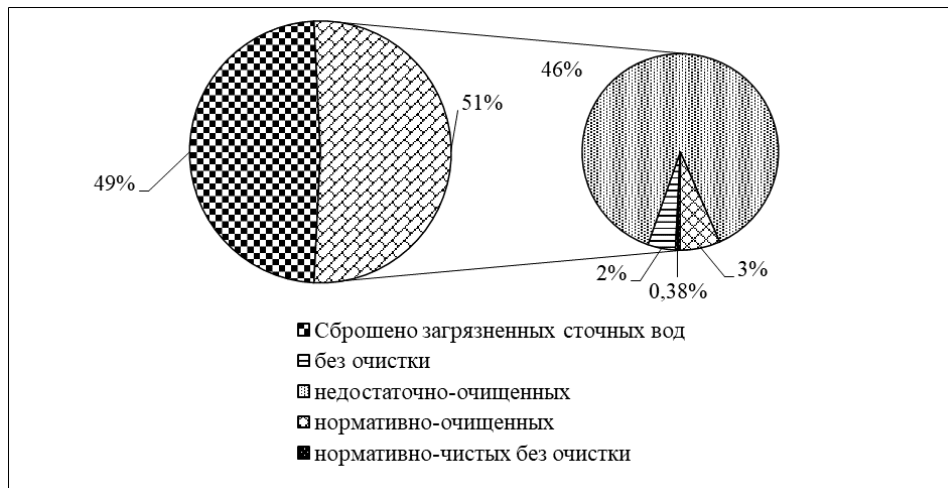 46%
51%
49%
2%
3%
0,38%
Сброшено загрязненных сточных вод
без очистки
недостаточно-очищенных
нормативно-очищенных
нормативно-чистых без очистки